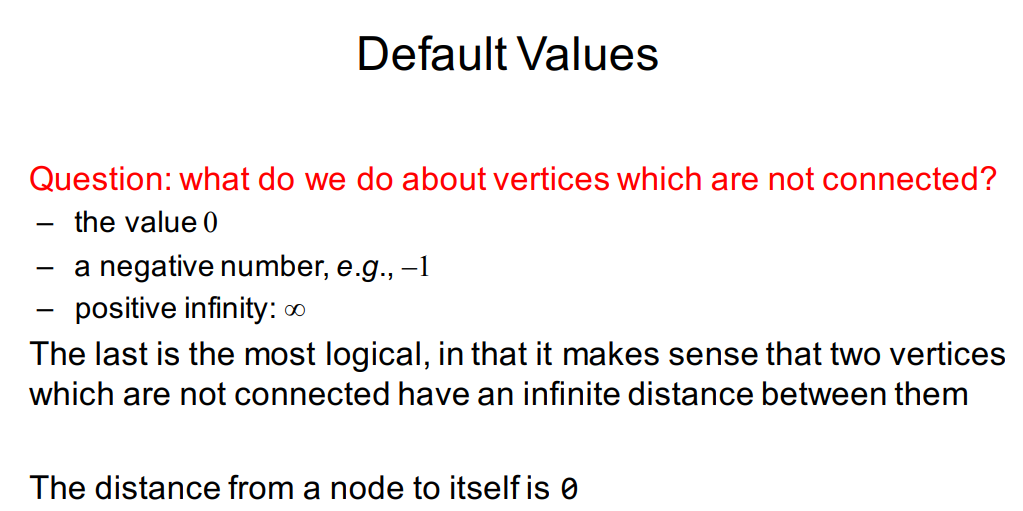 Default Values
Question: what do we do about vertices which are not connected?
– the value 0
– a negative number, e.g., –1
– positive infinity: ∞
The last is the most logical, in that it makes sense that two vertices
which are not connected have an infinite distance between them
The distance from a node to itself is 0